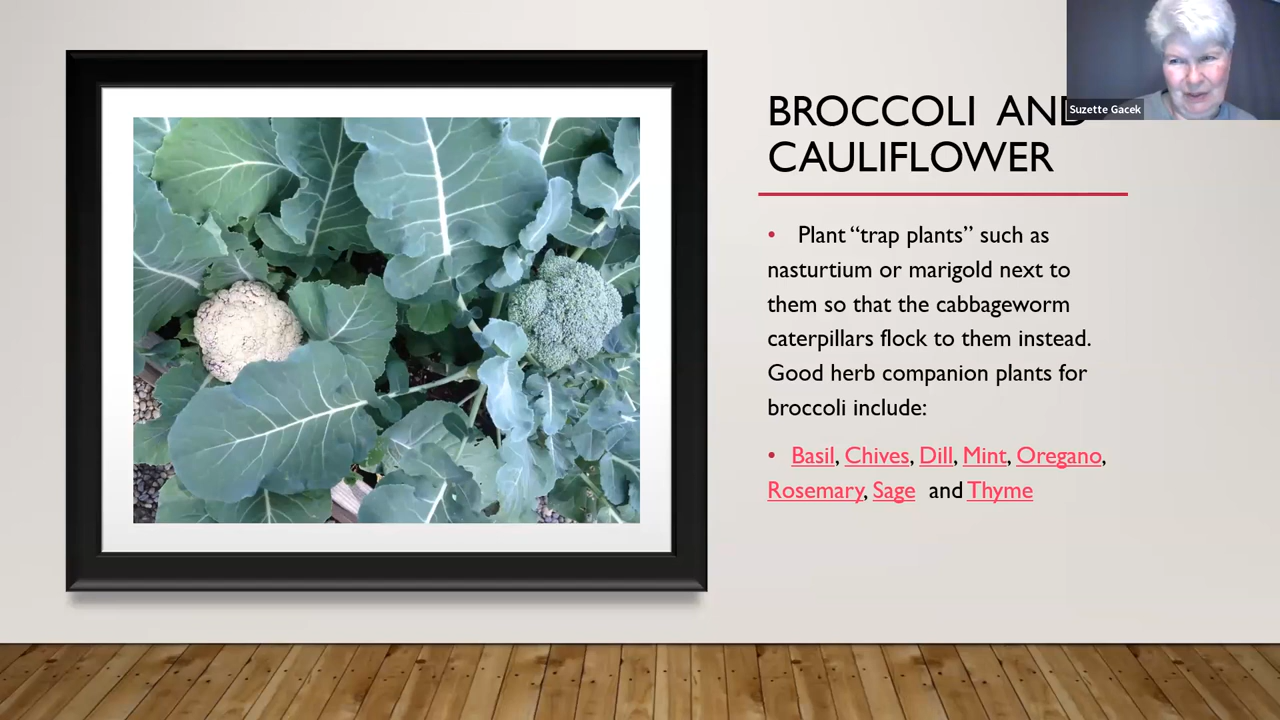 BROCCOLI AND
CAULIFLOWER
Suzette Gacek
• Plant “trap plants” such as
nasturtium or marigold next to
them so that the cabbageworm
caterpillars flock to them instead.
Good herb companion plants for
broccoli include:
• Basil, Chives, Dill, Mint, Oregano,
Rosemary, Sage and Thyme